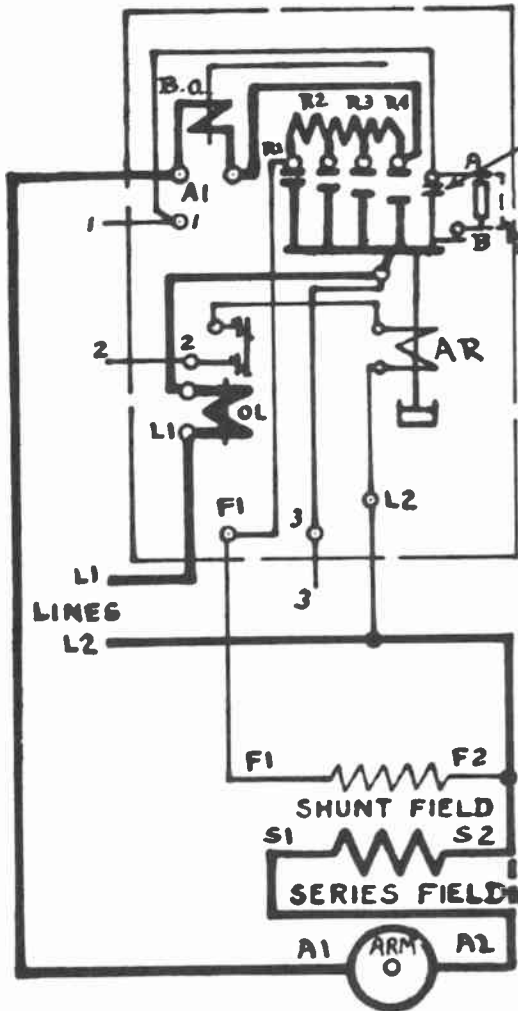 B.O.
R2 R3 R4
R1
A
A1
1 1
B
2 2
AR
OL
L1
F1 3 L2
3
L1
LINES
L2
F1 F2
SHUNT FIELD
S1 S2
SERIES FIELD
A1 ARM A2